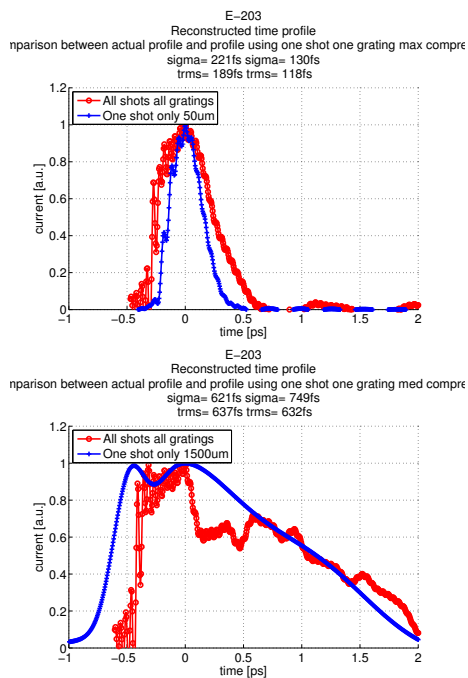 E-203
Reconstructed time profile
mparison between actual profile and profile using one shot one grating max compre
sigma= 221fs sigma= 130fs
trms= 189fs trms= 118fs
1.2
1
0.8
0.6
0.4
0.2
0
current [a.u.]
All shots all gratings
One shot only 50um
−1
−0.5
0
0.5
1
1.5
2
time [ps]
E-203
Reconstructed time profile
mparison between actual profile and profile using one shot one grating med compre
sigma= 621fs sigma= 749fs
trms= 637fs trms= 632fs
1.2
1
0.8
0.6
0.4
0.2
0
current [a.u.]
All shots all gratings
One shot only 1500um
−1
−0.5
0
0.5
1
1.5
2
time [ps]